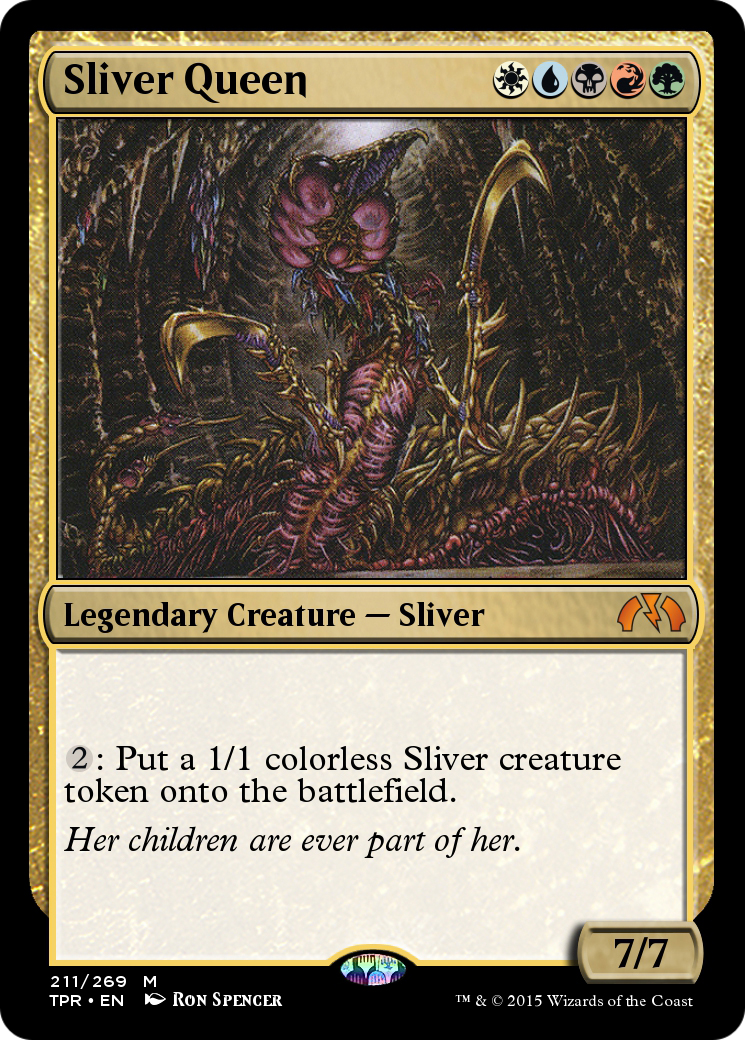 Sliver Queen
Legendary Creature — Sliver
2: Put a 1/1 colorless Sliver creature
token onto the battlefield.
Her children are ever part of her.
7/7
211/269 M
TPR • EN Ron Spencer
™ & © 2015 Wizards of the Coast